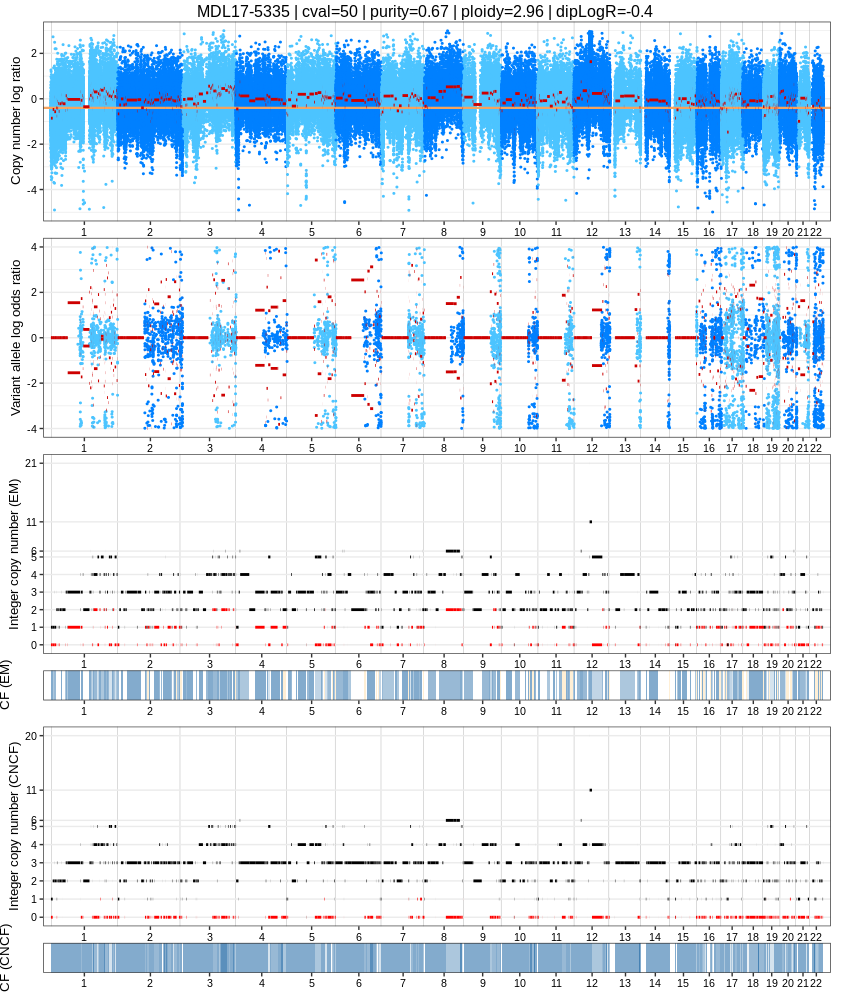 MDL17-5335 | cval=50 | purity=0.67 | ploidy=2.96 | dipLogR=-0.4
Copy number log ratio
2
0
-2
-4
1 2 3 4 5 6 7 8 9 10 11 12 13 14 15 16 17 18 19 20 21 22
Variant allele log odds ratio
4
2
0
-2
-4
1 2 3 4 5 6 7 8 9 10 11 12 13 14 15 16 17 18 19 20 21 22
Integer copy number (EM)
21
11
6
5
4
3
2
1
0
1 2 3 4 5 6 7 8 9 10 11 12 13 14 15 16 17 18 19 20 21 22
CF (EM)
1 2 3 4 5 6 7 8 9 10 11 12 13 14 15 16 17 18 19 20 21 22
Integer copy number (CNCF)
20
11
6
5
4
3
2
1
0
1 2 3 4 5 6 7 8 9 10 11 12 13 14 15 16 17 18 19 20 21 22
CF (CNCF)
1 2 3 4 5 6 7 8 9 10 11 12 13 14 15 16 17 18 19 20 21 22